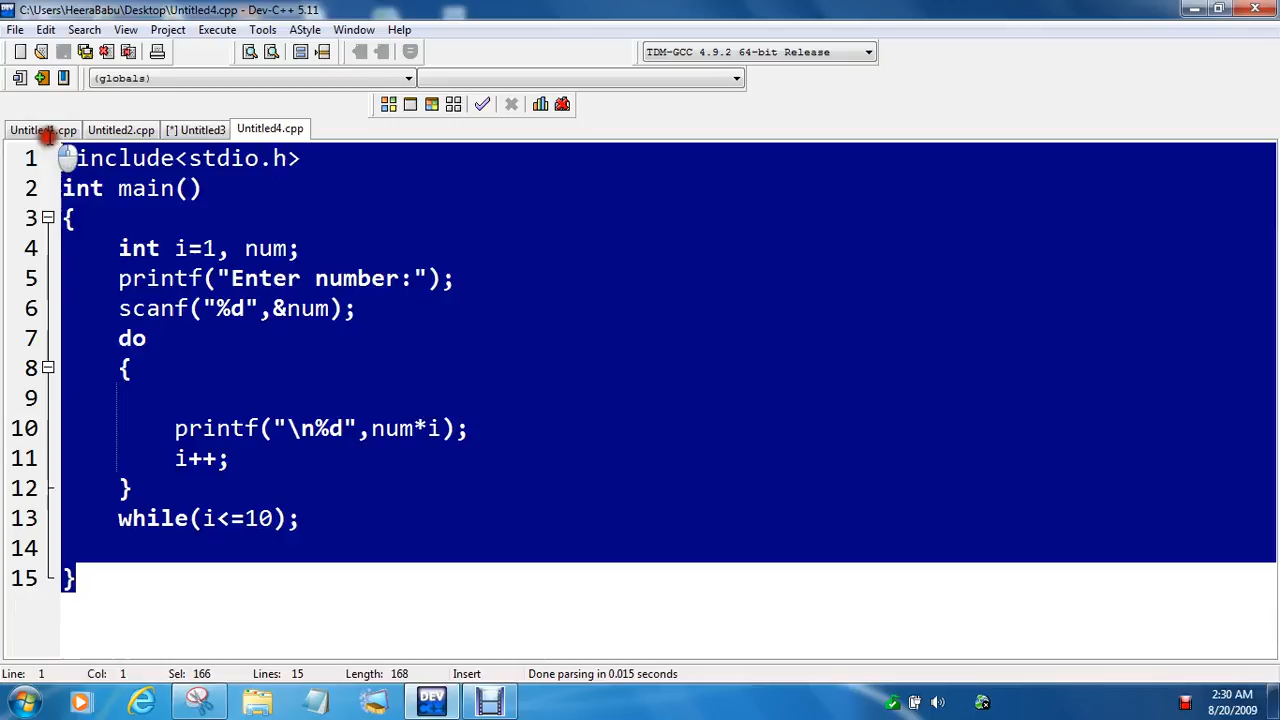 C:\Users\HeeraBabu\Desktop\Untitled4.cpp - Dev-C++ 5.11
File Edit Search View Project Execute Tools AStyle Window Help
TDM-GCC 4.9.2 64-bit Release
(globals)
Untitled1.cpp Untitled2.cpp [*] Untitled3 Untitled4.cpp
1 include<stdio.h>
2 int main()
3 {
4 int i=1, num;
5 printf("Enter number:");
6 scanf("%d",&num);
7 do
8 {
9
10 printf("\n%d",num*i);
11 i++;
12 }
13 while(i<=10);
14
15 }
Line: 1 Col: 1 Sel: 166 Lines: 15 Length: 168 Insert Done parsing in 0.015 seconds
DEV
2:30 AM
8/20/2009